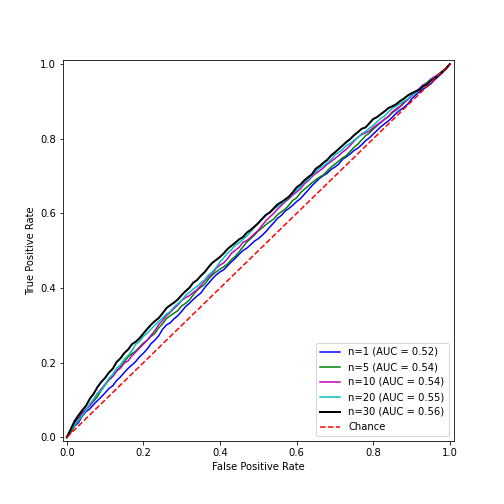 1.0
0.8
0.6
0.4
0.2
0.0
True Positive Rate
0.0 0.2 0.4 0.6 0.8 1.0
False Positive Rate
n=1 (AUC = 0.52)
n=5 (AUC = 0.54)
n=10 (AUC = 0.54)
n=20 (AUC = 0.55)
n=30 (AUC = 0.56)
Chance